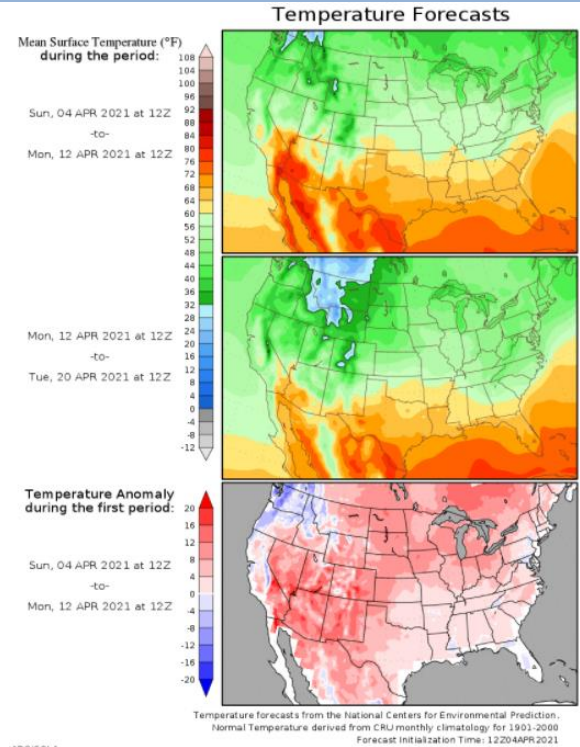 Temperature Forecasts
Mean Surface Temperature (°F)
during the period:
Sun, 04 APR 2021 at 12Z
-to-
Mon, 12 APR 2021 at 12Z
108
104
100
96
92
88
84
80
76
72
68
64
60
56
52
48
44
40
36
32
28
24
20
16
12
8
4
0
-4
-8
-12
Mon, 12 APR 2021 at 12Z
-to-
Tue, 20 APR 2021 at 12Z
Temperature Anomaly
during the first period:
Sun, 04 APR 2021 at 12Z
-to-
Mon, 12 APR 2021 at 12Z
20
16
12
8
4
0
-4
-8
-12
-16
-20
Temperature forecasts from the National Centers for Environmental Prediction.
Normal Temperature derived from CRU monthly climatology for 1901-2000
Forecast Initialization Time: 12Z04APR2021